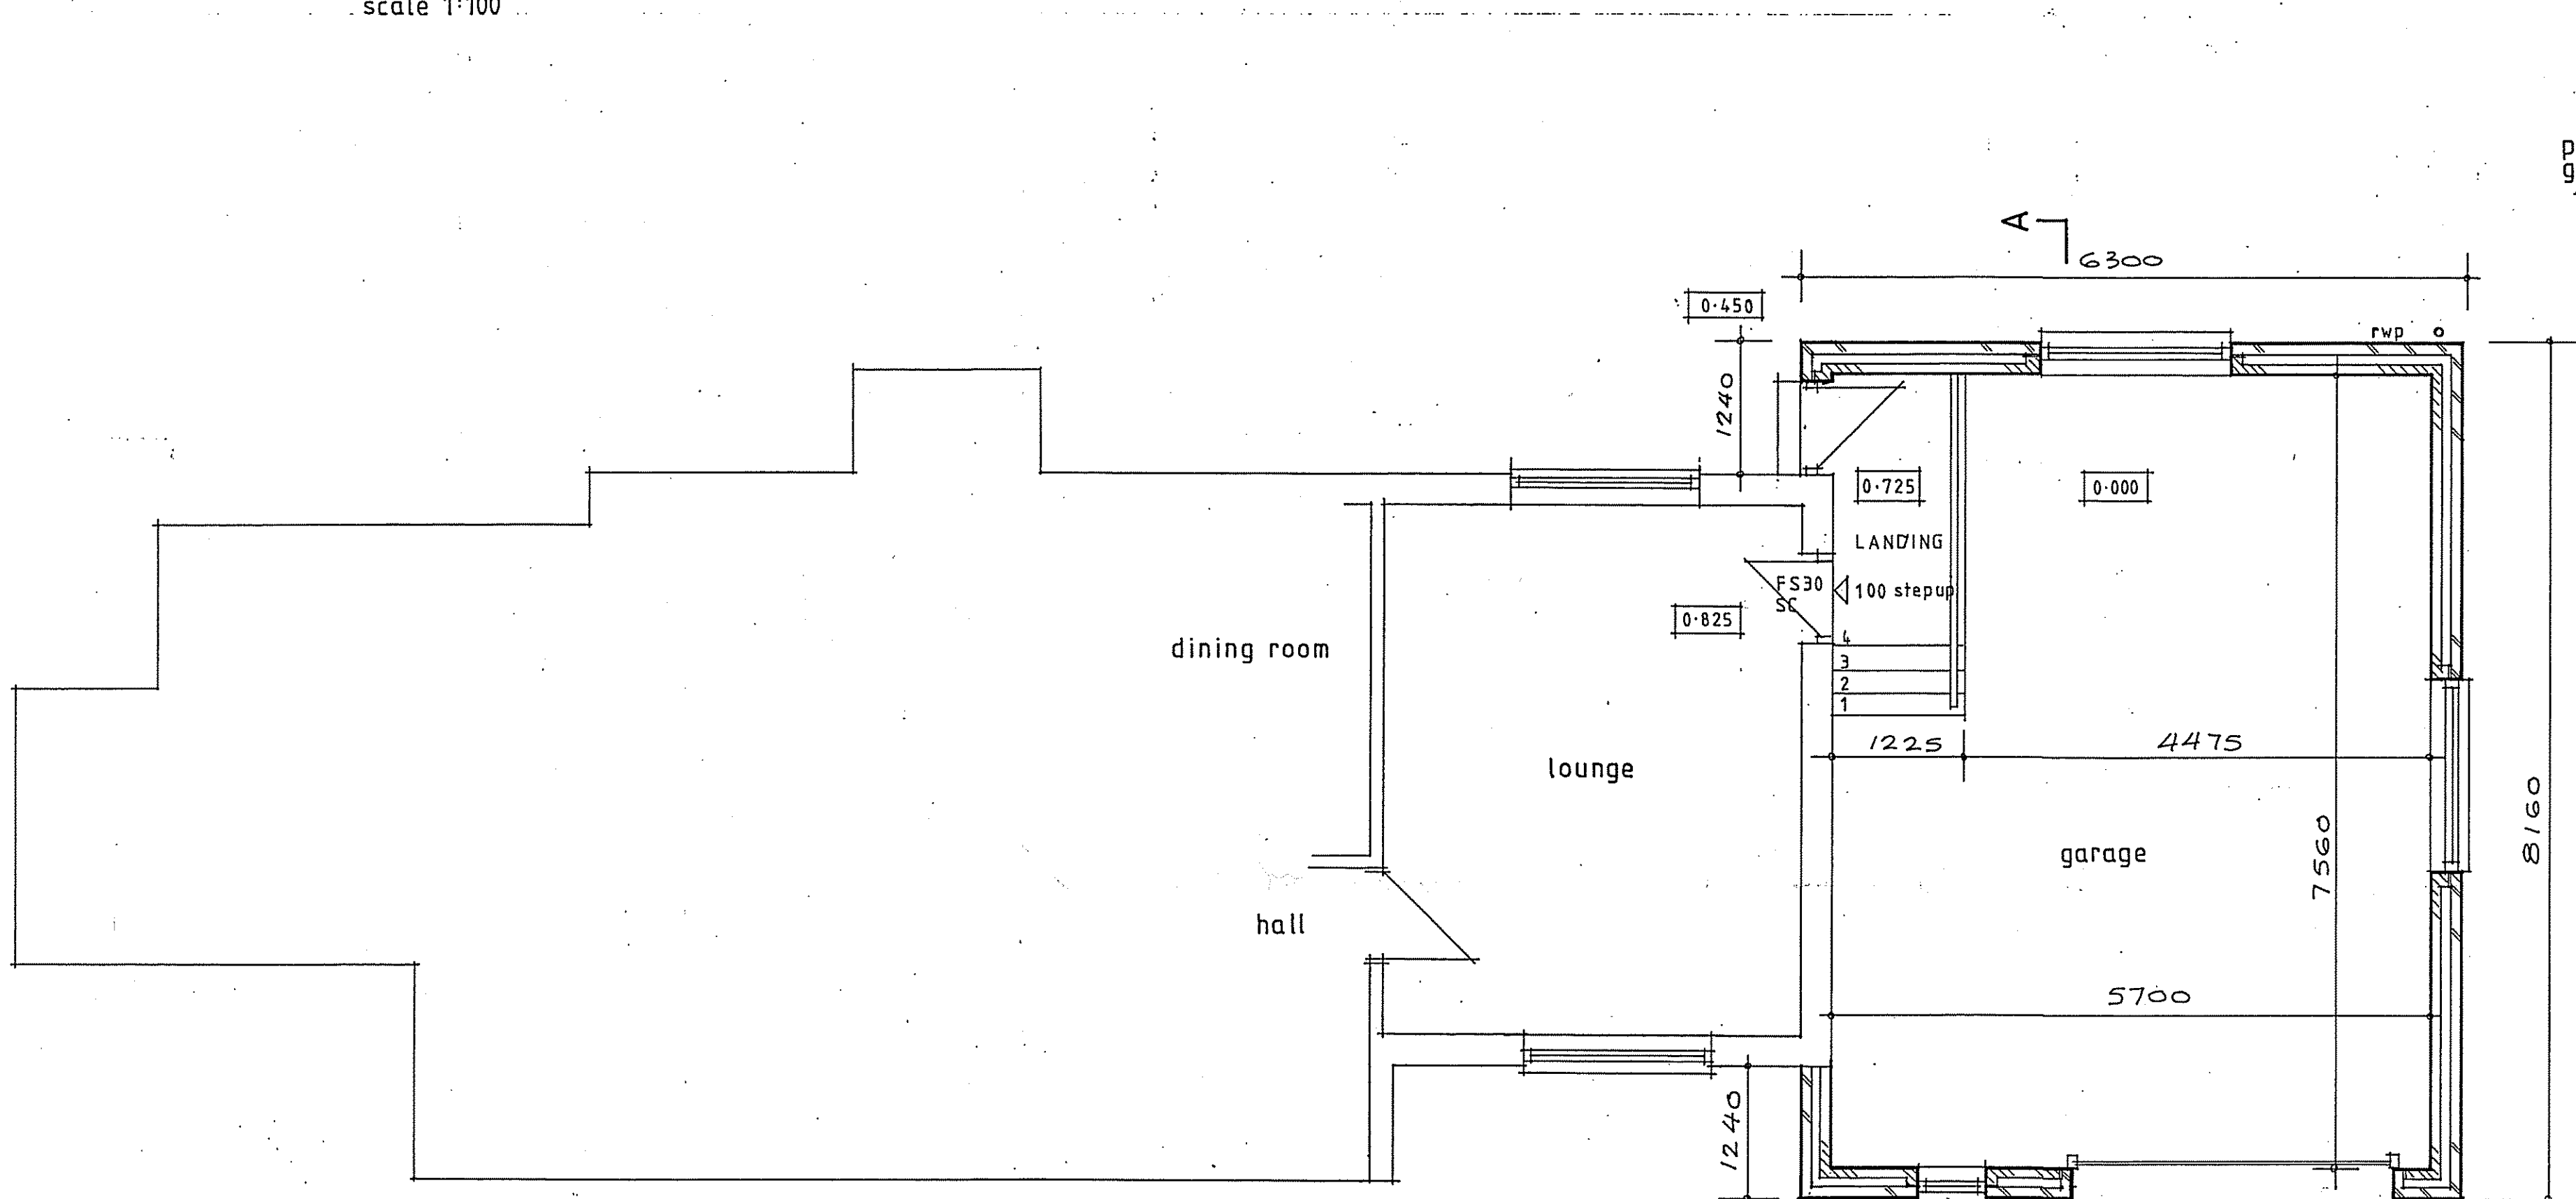 scale 1:100
p
g
A
6300
0·450
rwp
1240
0·725
0·000
LANDING
FS30
SC
100 stepup
0·825
4
3
2
1
dining room
1225
4475
lounge
8160
7560
garage
hall
5700
1240